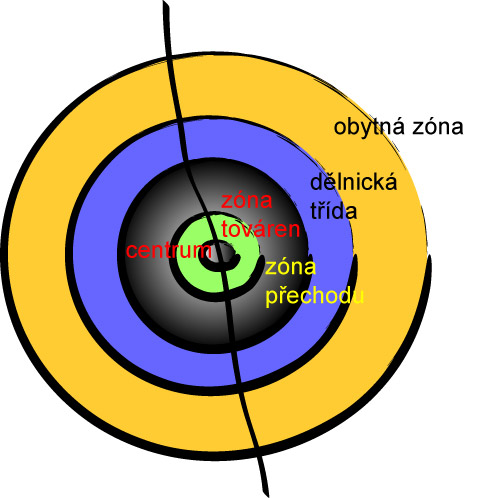 obytná zóna
dělnická
třída
zóna
továren
centrum
zóna
přechodu